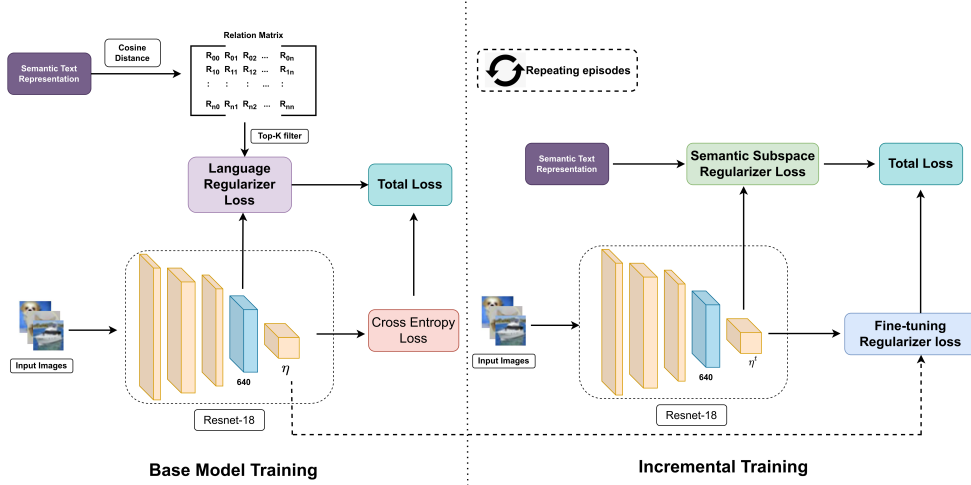 Semantic Text
Representation
Cosine
Distance
Relation Matrix
R00 R01 R02 ... R0n
R10 R11 R12 ... R1n
: : : ... :
Rn0 Rn1 Rn2 ... Rnn
Top-K filter
Language
Regularizer
Loss
Total Loss
Cross Entropy
Loss
Input Images
640
η
Resnet-18
Base Model Training
Repeating episodes
Semantic Text
Representation
Semantic Subspace
Regularizer Loss
Total Loss
Fine-tuning
Regularizer loss
Input Images
640
η^t
Resnet-18
Incremental Training